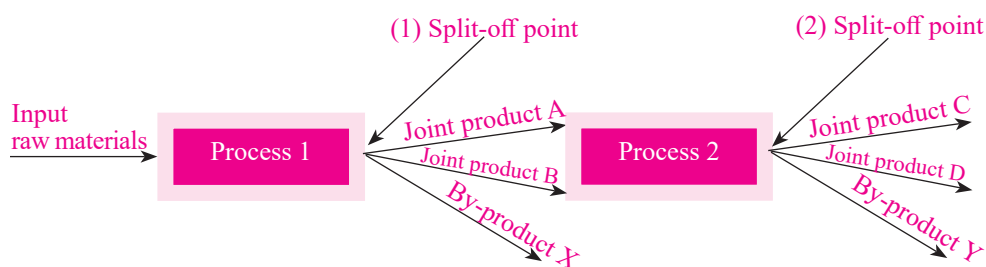 (1) Split-off point
(2) Split-off point
Input
raw materials
Process 1
Joint product A
Joint product B
By-product X
Process 2
Joint product C
Joint product D
By-product Y